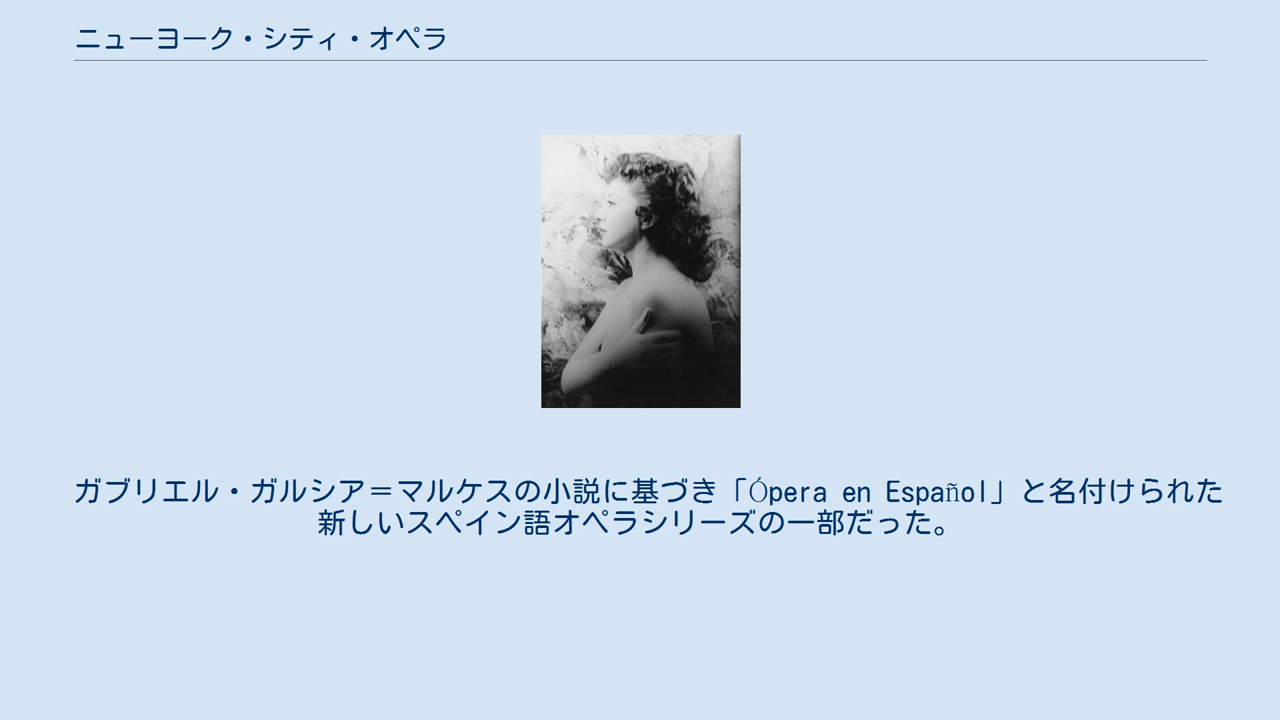 ニューヨーク・シティ・オペラ
ガブリエル・ガルシア＝マルケスの小説に基づき「Ópera en Español」と名付けられた
新しいスペイン語オペラシリーズの一部だった。